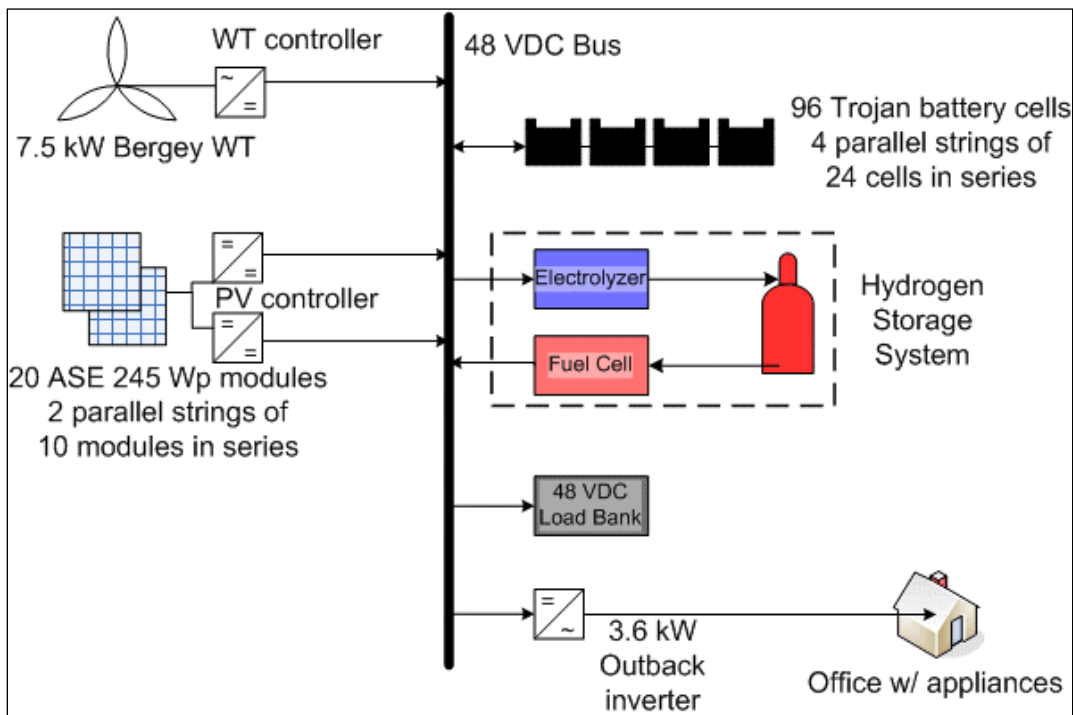 WT controller
48 VDC Bus
~
=
7.5 kW Bergey WT
96 Trojan battery cells
4 parallel strings of
24 cells in series
=
=
PV controller
=
=
20 ASE 245 Wp modules
2 parallel strings of
10 modules in series
Electrolyzer
Fuel Cell
Hydrogen
Storage
System
48 VDC
Load Bank
=
~
3.6 kW
Outback
inverter
Office w/ appliances